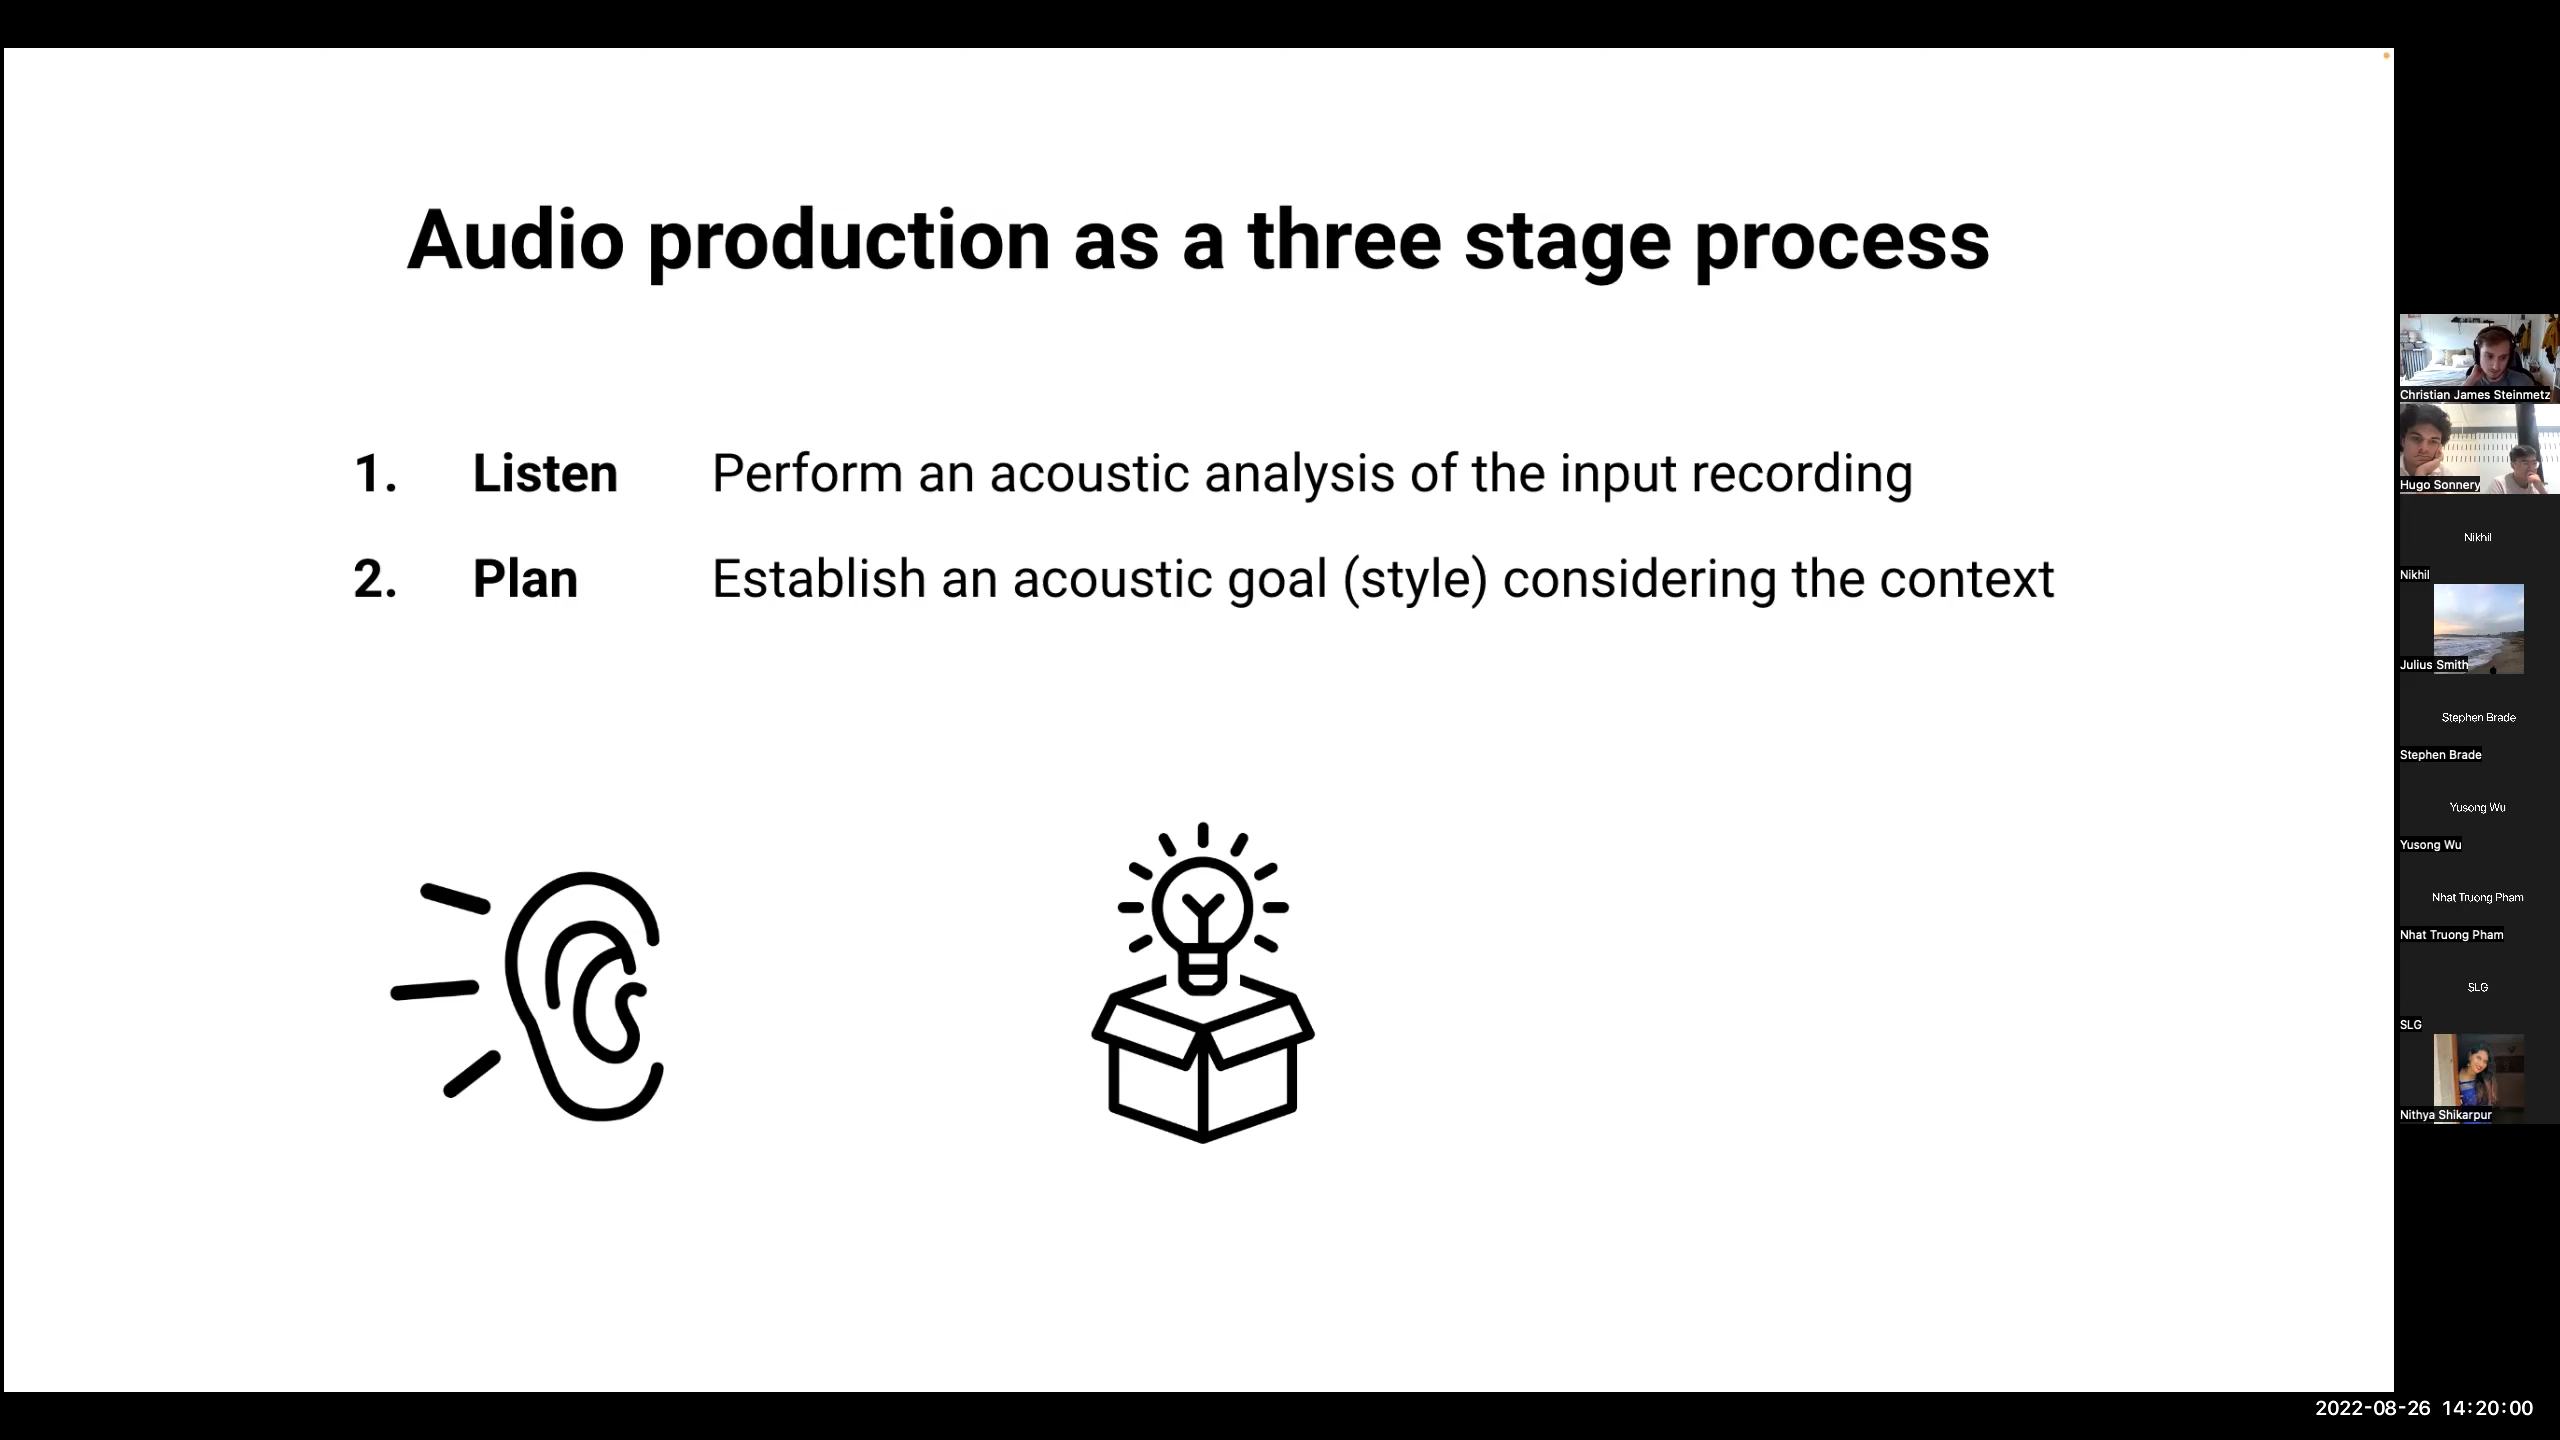 Audio production as a three stage process
1. Listen Perform an acoustic analysis of the input recording
2. Plan Establish an acoustic goal (style) considering the context
Christian James Steinmetz
Hugo Sonnery
Nikhil
Nikhil
Julius Smith
Stephen Brade
Stephen Brade
Yusong Wu
Yusong Wu
Nhat Truong Pham
Nhat Truong Pham
SLG
SLG
Nithya Shikarpur
2022-08-26 14:20:00